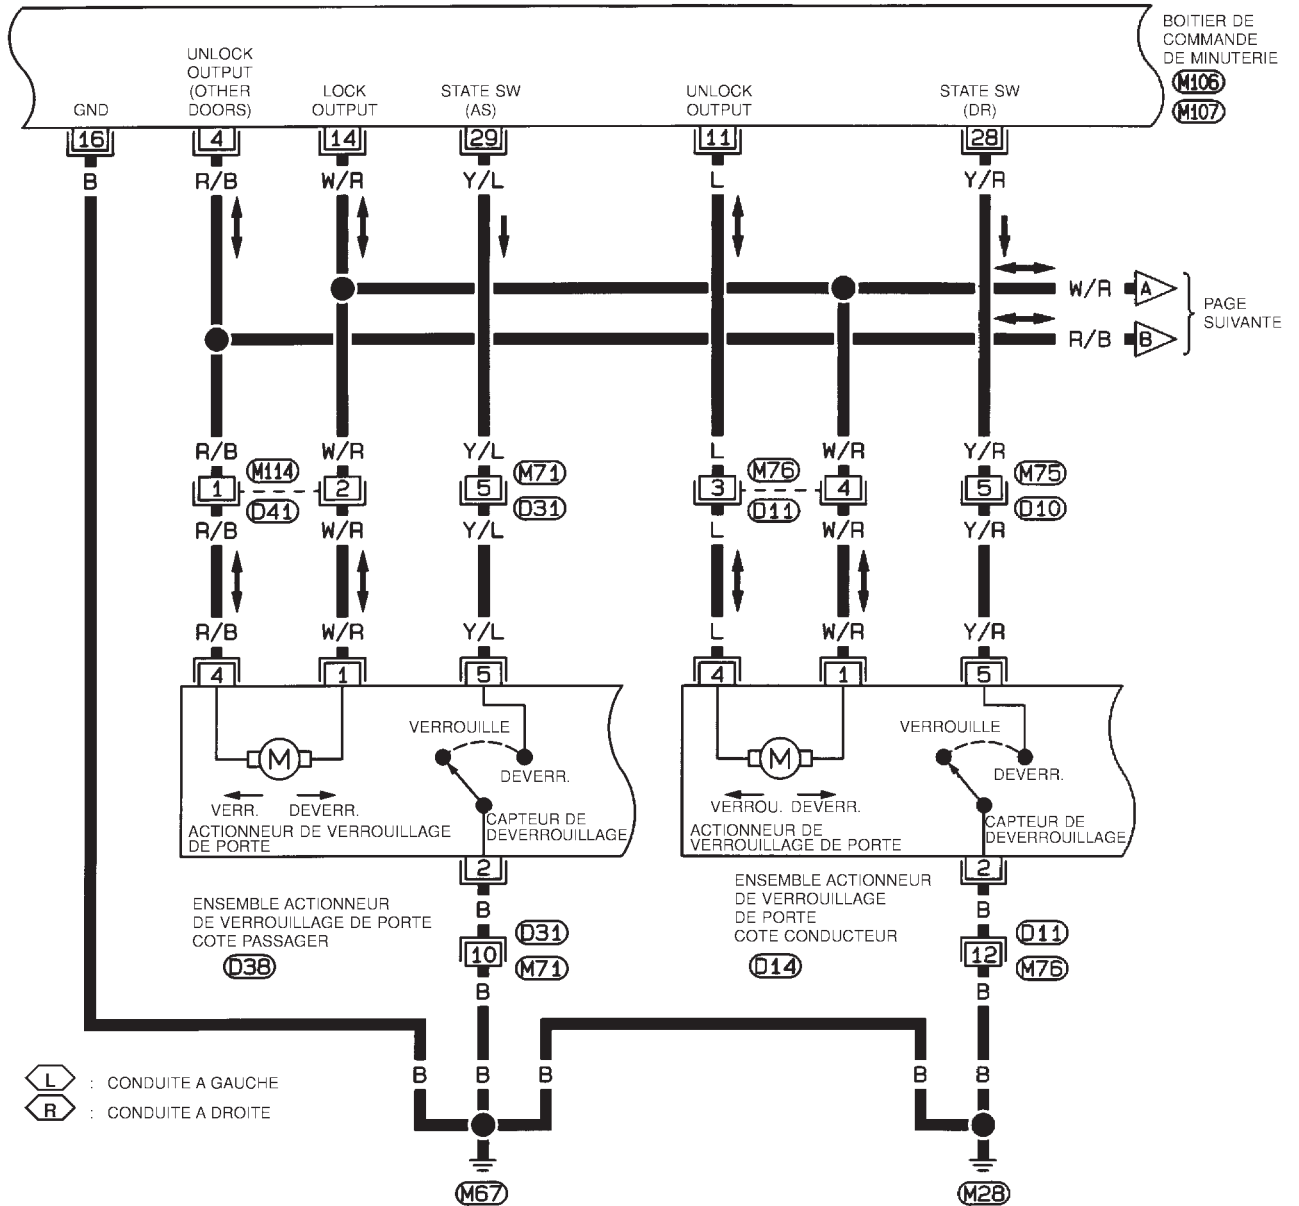 BOITIER DE
COMMANDE
DE MINUTERIE
M106
M107
GND
UNLOCK
OUTPUT
(OTHER
DOORS)
LOCK
OUTPUT
STATE SW
(AS)
UNLOCK
OUTPUT
STATE SW
(DR)
16 4 14 29 11 28
B R/B W/R Y/L L Y/R
W/R A
R/B B
PAGE
SUIVANTE
R/B W/R Y/L L W/R Y/R
M114 M71 M76 M75
1 2 5 3 4 5
D41 D31 D11 D10
R/B W/R Y/L L W/R Y/R
R/B W/R Y/L L W/R Y/R
4 1 5 4 1 5
M
VERR. DEVERR.
ACTIONNEUR DE VERROUILLAGE
DE PORTE
VERROUILLE
DEVERR.
CAPTEUR DE
DEVERROUILLAGE
M
VERROU. DEVERR.
ACTIONNEUR DE
VERROUILLAGE DE PORTE
VERROUILLE
DEVERR.
CAPTEUR DE
DEVERROUILLAGE
2 2
ENSEMBLE ACTIONNEUR
DE VERROUILLAGE DE PORTE
COTE PASSAGER
D38
B
10
D31
M71
B
ENSEMBLE ACTIONNEUR
DE VERROUILLAGE
DE PORTE
COTE CONDUCTEUR
D14
B
12
D11
M76
B
L : CONDUITE A GAUCHE
R : CONDUITE A DROITE
B B B B B
M67 M28